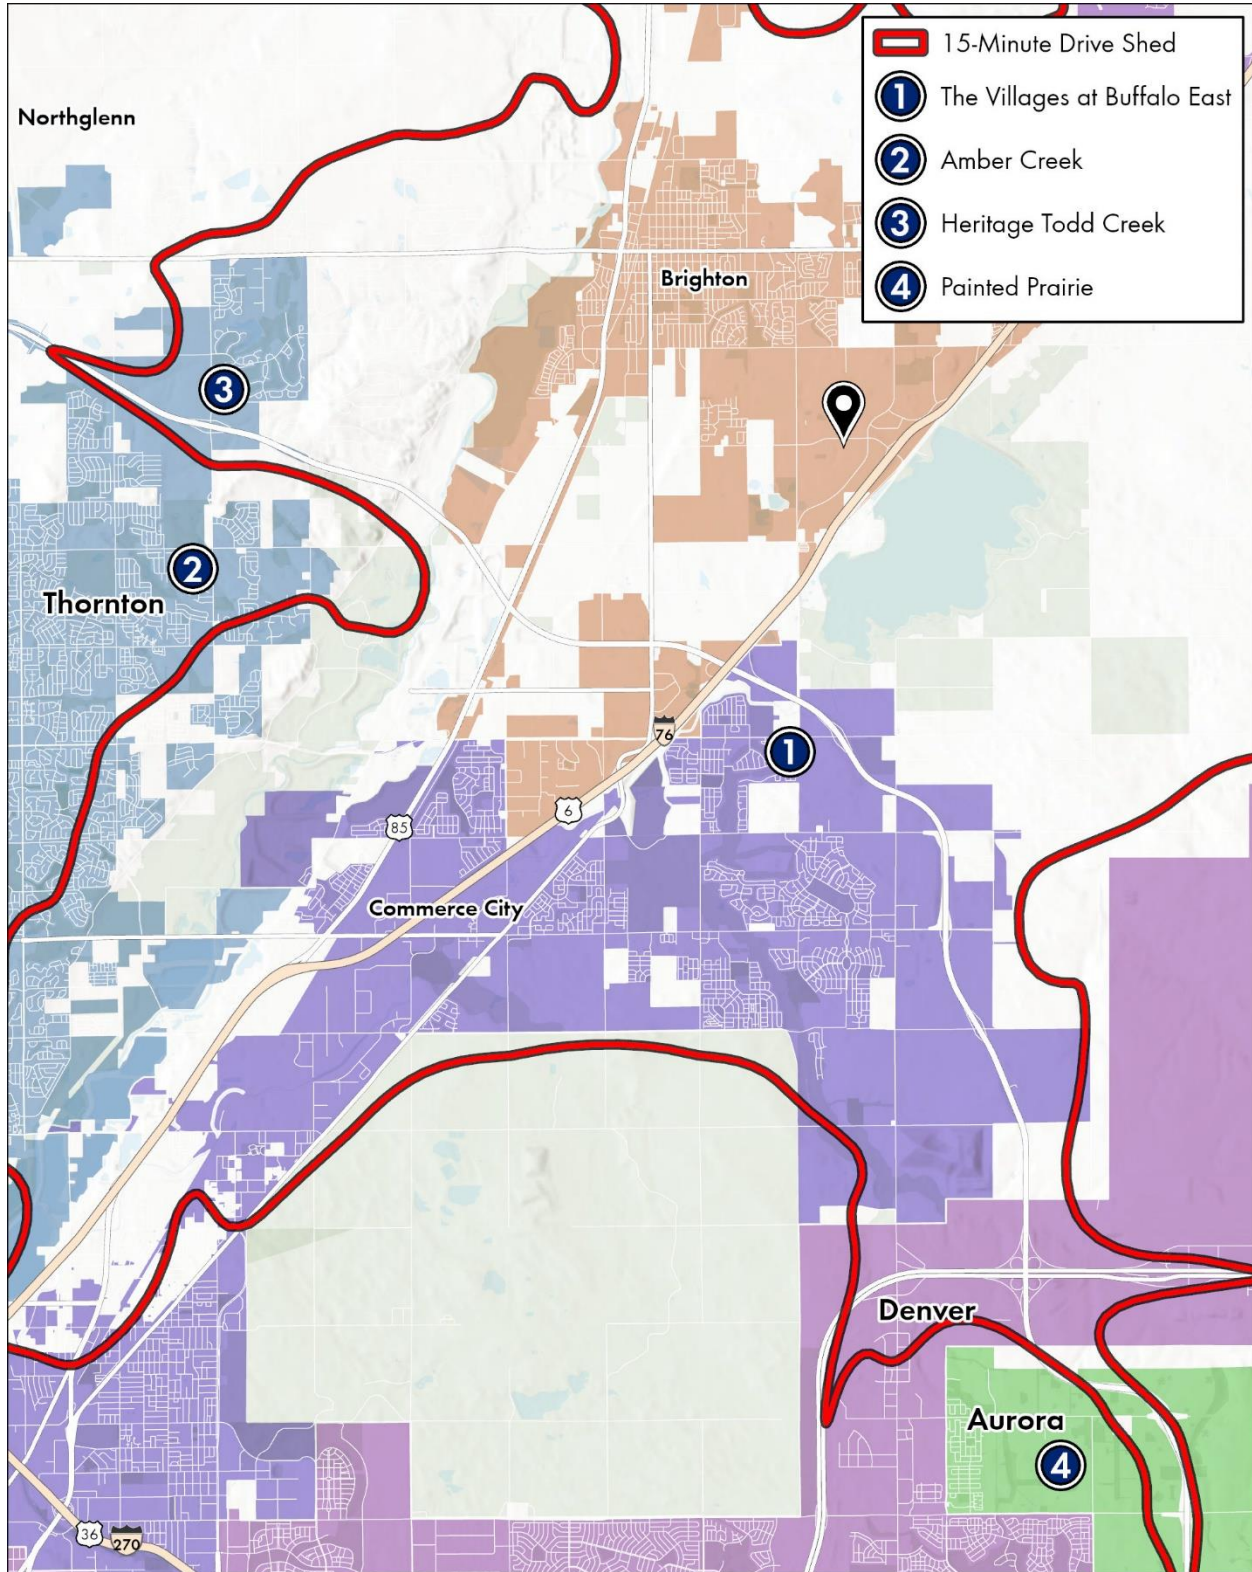 15-Minute Drive Shed
1 The Villages at Buffalo East
2 Amber Creek
3 Heritage Todd Creek
4 Painted Prairie
Northglenn
Brighton
3
2
Thornton
76
1
6
85
Commerce City
Denver
Aurora
4
36
270